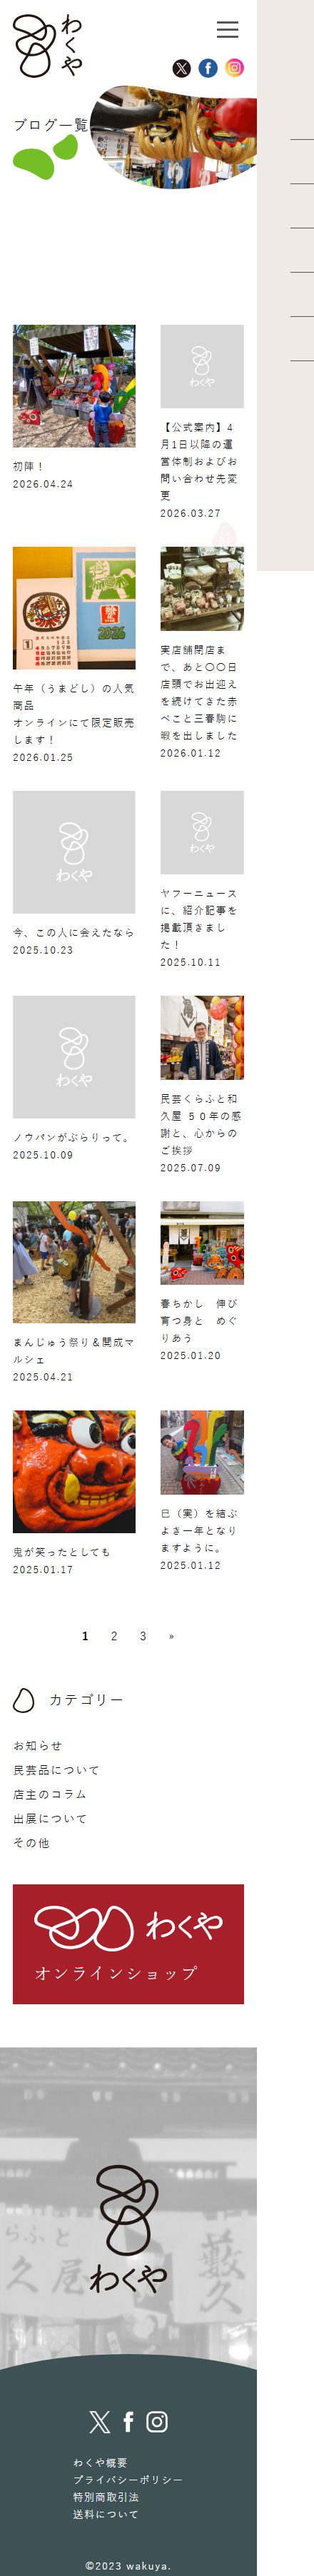 わくや
ブログ一覧
わくや
初陣！
2026.04.24
【公式案内】4
月1日以降の運
営体制およびお
問い合わせ先変
更
2026.03.27
1
2026
午年（うまどし）の人気
商品
オンラインにて限定販売
します！
2026.01.25
実店舗閉店ま
で、あと〇〇日
店頭でお出迎え
を続けてきた赤
べこと三春駒に
暇を出しました
2026.01.12
わくや
今、この人に会えたなら
2025.10.23
わくや
ヤフーニュース
に、紹介記事を
掲載頂きまし
た！
2025.10.11
わくや
ノウパンがぶらりって。
2025.10.09
民芸くらふと和
久屋 ５０年の感
謝と、心からの
ご挨拶
2025.07.09
まんじゅう祭り＆開成マ
ルシェ
2025.04.21
春ちかし　伸び
育つ身と　めぐ
りあう
2025.01.20
鬼が笑ったとしても
2025.01.17
巳（実）を結ぶ
よき一年となり
ますように。
2025.01.12
1 2 3 »
カテゴリー
お知らせ
民芸品について
店主のコラム
出展について
その他
わくや
オンラインショップ
らふと
久屋
藪久
わくや
わくや概要
プライバシーポリシー
特別商取引法
送料について
©2023 wakuya.